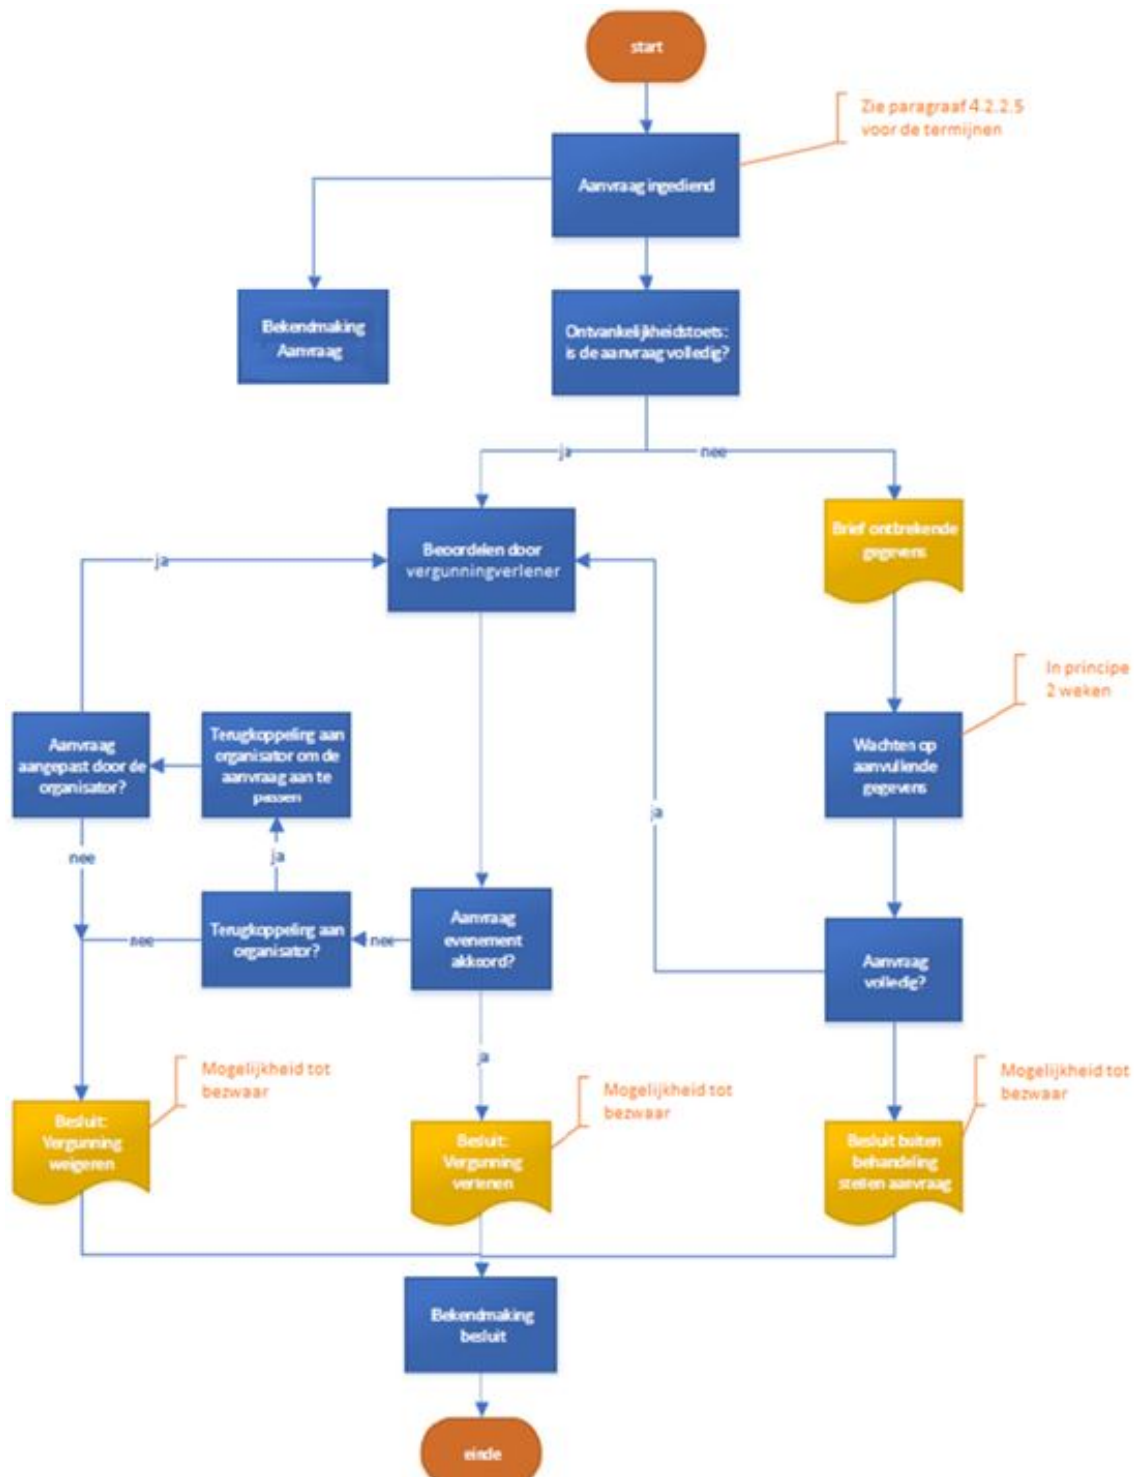 start
Zie paragraaf 4.2.2.5
voor de termijnen
Aanvraag ingediend
Bekendmaking
Aanvraag
Ontvankelijkheidstoets:
is de aanvraag volledig?
ja
nee
Beoordelen door
vergunningverlener
Brief ontbrekende
gegevens
ja
In principe
2 weken
Aanvraag
aangepast door de
organisator?
Terugkoppeling aan
organisator om de
aanvraag aan te
passen
Wachten op
aanvullende
gegevens
ja
nee
ja
Terugkoppeling aan
organisator?
nee
nee
Aanvraag
evenement
akkoord?
Aanvraag
volledig?
ja
Mogelijkheid tot
bezwaar
Mogelijkheid tot
bezwaar
Mogelijkheid tot
bezwaar
Besluit:
Vergunning
weigeren
Besluit:
Vergunning
verlenen
Besluit buiten
behandeling
stellen aanvraag
Bekendmaking
besluit
einde